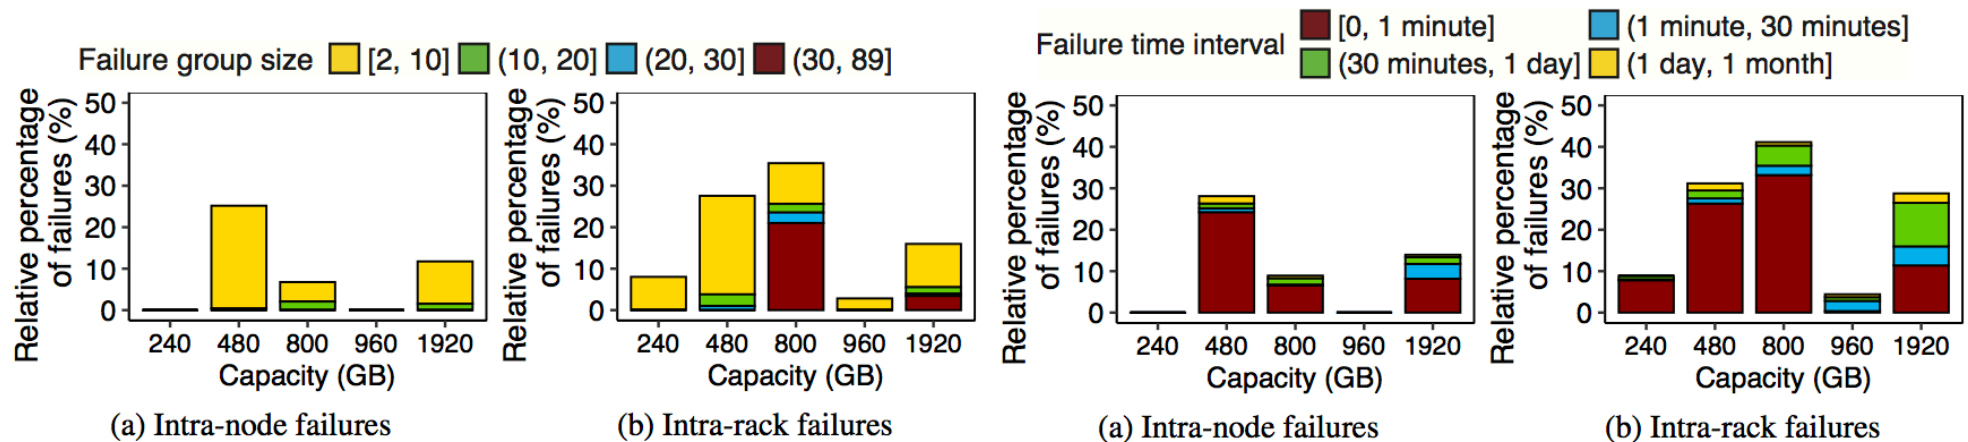 Failure group size [2, 10] (10, 20] (20, 30] (30, 89]
Relative percentage
of failures (%)
50
40
30
20
10
0
240 480 800 960 1920
Capacity (GB)
(a) Intra-node failures
Relative percentage
of failures (%)
50
40
30
20
10
0
240 480 800 960 1920
Capacity (GB)
(b) Intra-rack failures
Failure time interval
[0, 1 minute] (1 minute, 30 minutes]
(30 minutes, 1 day] (1 day, 1 month]
Relative percentage
of failures (%)
50
40
30
20
10
0
240 480 800 960 1920
Capacity (GB)
(a) Intra-node failures
Relative percentage
of failures (%)
50
40
30
20
10
0
240 480 800 960 1920
Capacity (GB)
(b) Intra-rack failures